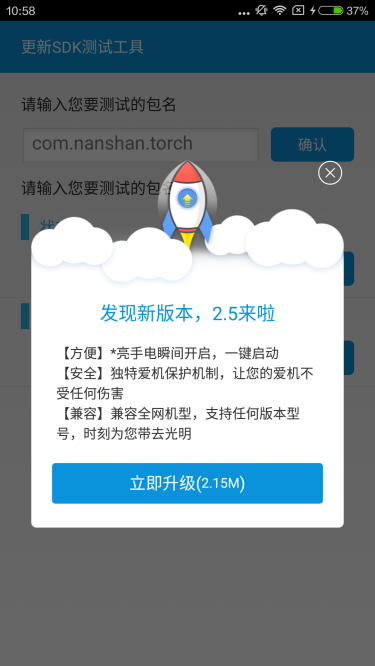 10:58
37%
更新SDK测试工具
请输入您要测试的包名
com.nanshan.torch
确认
请输入您要测试的包名
发现新版本，2.5来啦
【方便】*亮手电瞬间开启，一键启动
【安全】独特爱机保护机制，让您的爱机不
受任何伤害
【兼容】兼容全网机型，支持任何版本型
号，时刻为您带去光明
立即升级(2.15M)